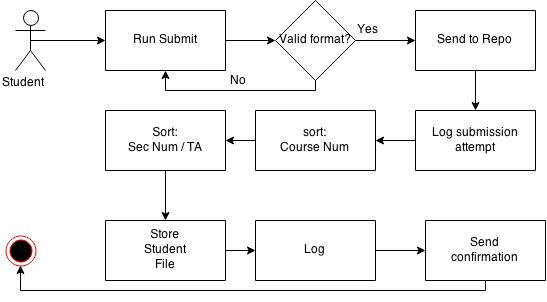 Student
Run Submit
Valid format?
Yes
No
Send to Repo
Log submission
attempt
sort:
Course Num
Sort:
Sec Num / TA
Store
Student
File
Log
Send
confirmation